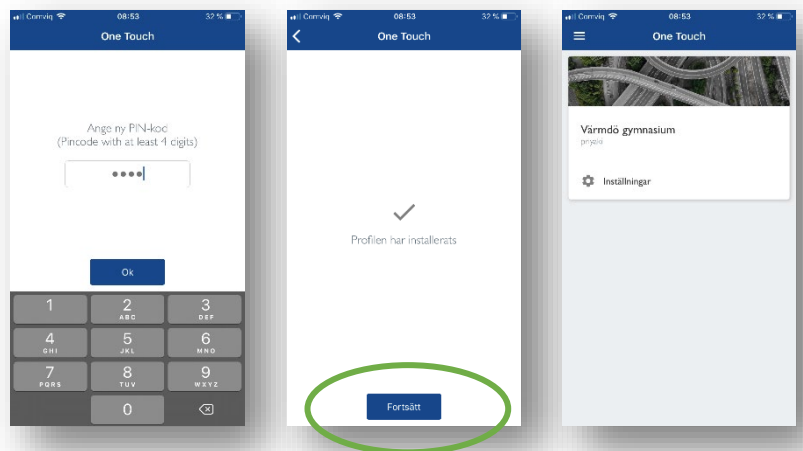 Comviq 08:53 32 %
One Touch
Ange ny PIN-kod
(Pincode with at least 4 digits)
••••
Ok
1 2 3
ABC DEF
4 5 6
GHI JKL MNO
7 8 9
PQRS TUV WXYZ
0
Comviq 08:53 32 %
One Touch
Profilen har installerats
Fortsätt
Comviq 08:53 32 %
One Touch
Värmdö gymnasium
Inställningar